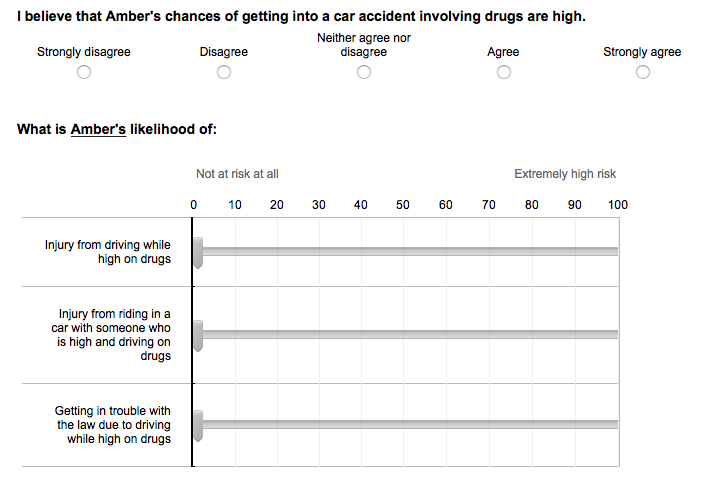 I believe that Amber's chances of getting into a car accident involving drugs are high.
Strongly disagree Disagree Neither agree nor disagree Agree Strongly agree
What is Amber's likelihood of:
Not at risk at all Extremely high risk
0 10 20 30 40 50 60 70 80 90 100
Injury from driving while
high on drugs
Injury from riding in a
car with someone who
is high and driving on
drugs
Getting in trouble with
the law due to driving
while high on drugs